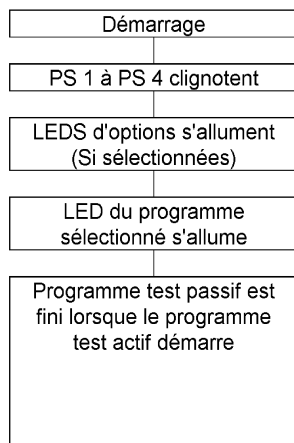 Démarrage
PS 1 à PS 4 clignotent
LEDS d'options s'allument
(Si sélectionnées)
LED du programme
sélectionné s'allume
Programme test passif est
fini lorsque le programme
test actif démarre